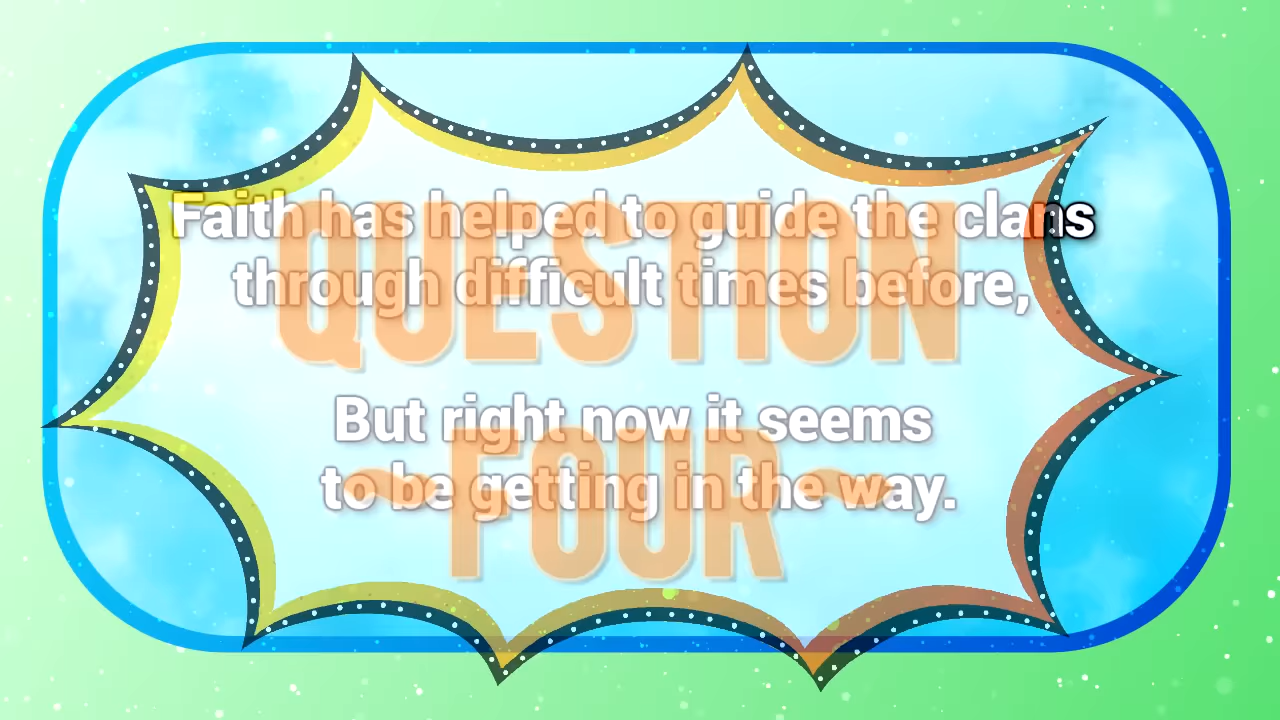 Faith has helped to guide the clans
through difficult times before,
QUESTION
But right now it seems
to be getting in the way.
~FOUR~